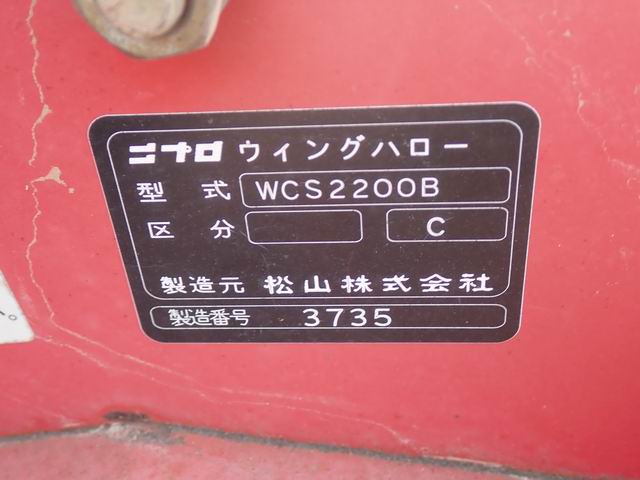 ニプロ ウィングハロー
型式 WCS2200B
区分 C
製造元 松山株式会社
製造番号 3735